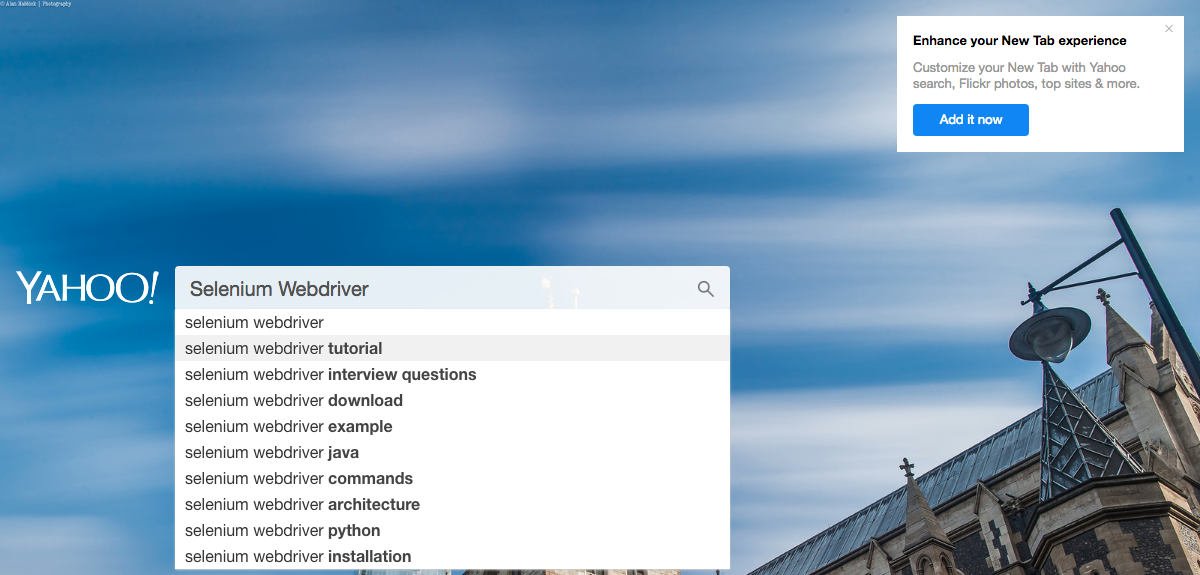 © Alan Haddock | Photography
Enhance your New Tab experience
Customize your New Tab with Yahoo
search, Flickr photos, top sites & more.
Add it now
YAHOO!
Selenium Webdriver
selenium webdriver
selenium webdriver tutorial
selenium webdriver interview questions
selenium webdriver download
selenium webdriver example
selenium webdriver java
selenium webdriver commands
selenium webdriver architecture
selenium webdriver python
selenium webdriver installation